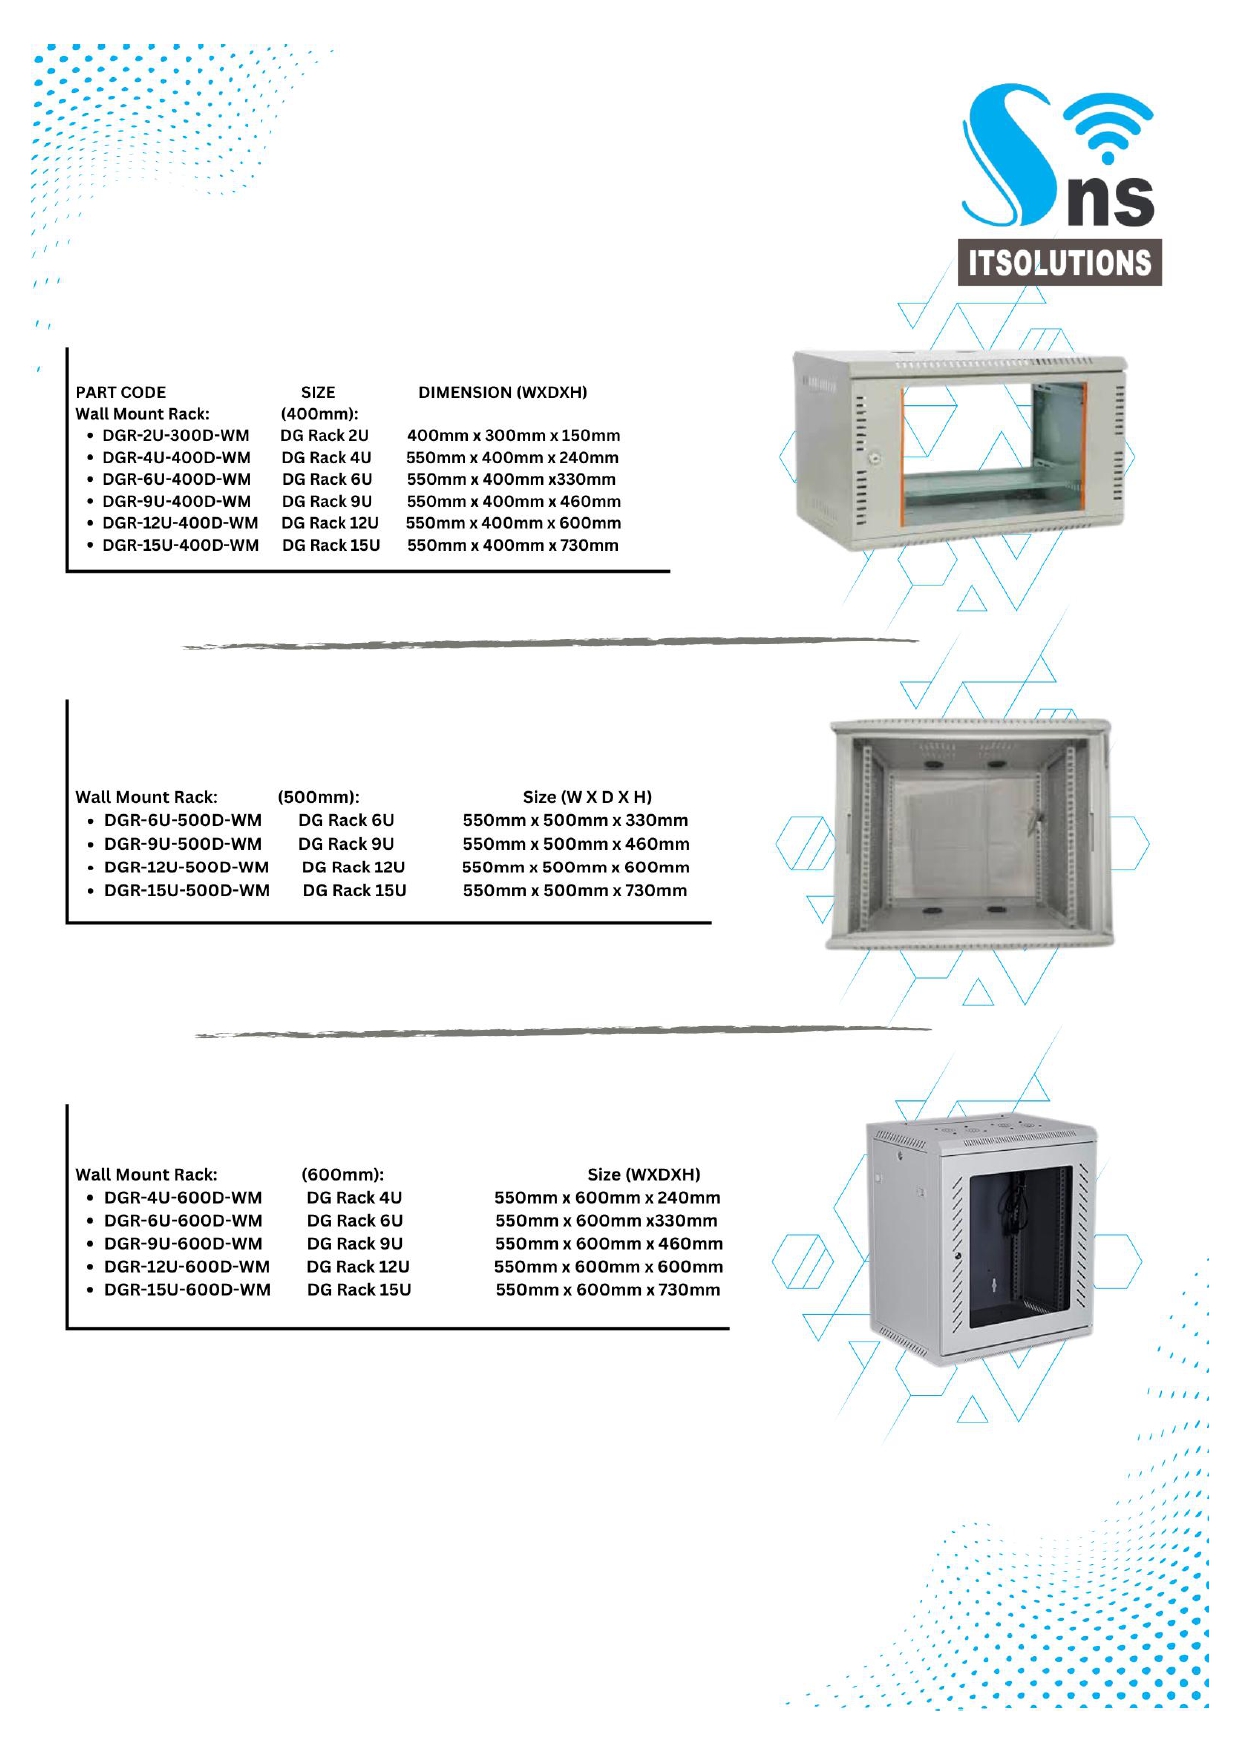 Sns
ITSOLUTIONS
PART CODE SIZE DIMENSION (WXDXH)
Wall Mount Rack: (400mm):
• DGR-2U-300D-WM DG Rack 2U 400mm x 300mm x 150mm
• DGR-4U-400D-WM DG Rack 4U 550mm x 400mm x 240mm
• DGR-6U-400D-WM DG Rack 6U 550mm x 400mm x330mm
• DGR-9U-400D-WM DG Rack 9U 550mm x 400mm x 460mm
• DGR-12U-400D-WM DG Rack 12U 550mm x 400mm x 600mm
• DGR-15U-400D-WM DG Rack 15U 550mm x 400mm x 730mm
Wall Mount Rack: (500mm): Size (W X D X H)
• DGR-6U-500D-WM DG Rack 6U 550mm x 500mm x 330mm
• DGR-9U-500D-WM DG Rack 9U 550mm x 500mm x 460mm
• DGR-12U-500D-WM DG Rack 12U 550mm x 500mm x 600mm
• DGR-15U-500D-WM DG Rack 15U 550mm x 500mm x 730mm
Wall Mount Rack: (600mm): Size (WXDXH)
• DGR-4U-600D-WM DG Rack 4U 550mm x 600mm x 240mm
• DGR-6U-600D-WM DG Rack 6U 550mm x 600mm x330mm
• DGR-9U-600D-WM DG Rack 9U 550mm x 600mm x 460mm
• DGR-12U-600D-WM DG Rack 12U 550mm x 600mm x 600mm
• DGR-15U-600D-WM DG Rack 15U 550mm x 600mm x 730mm